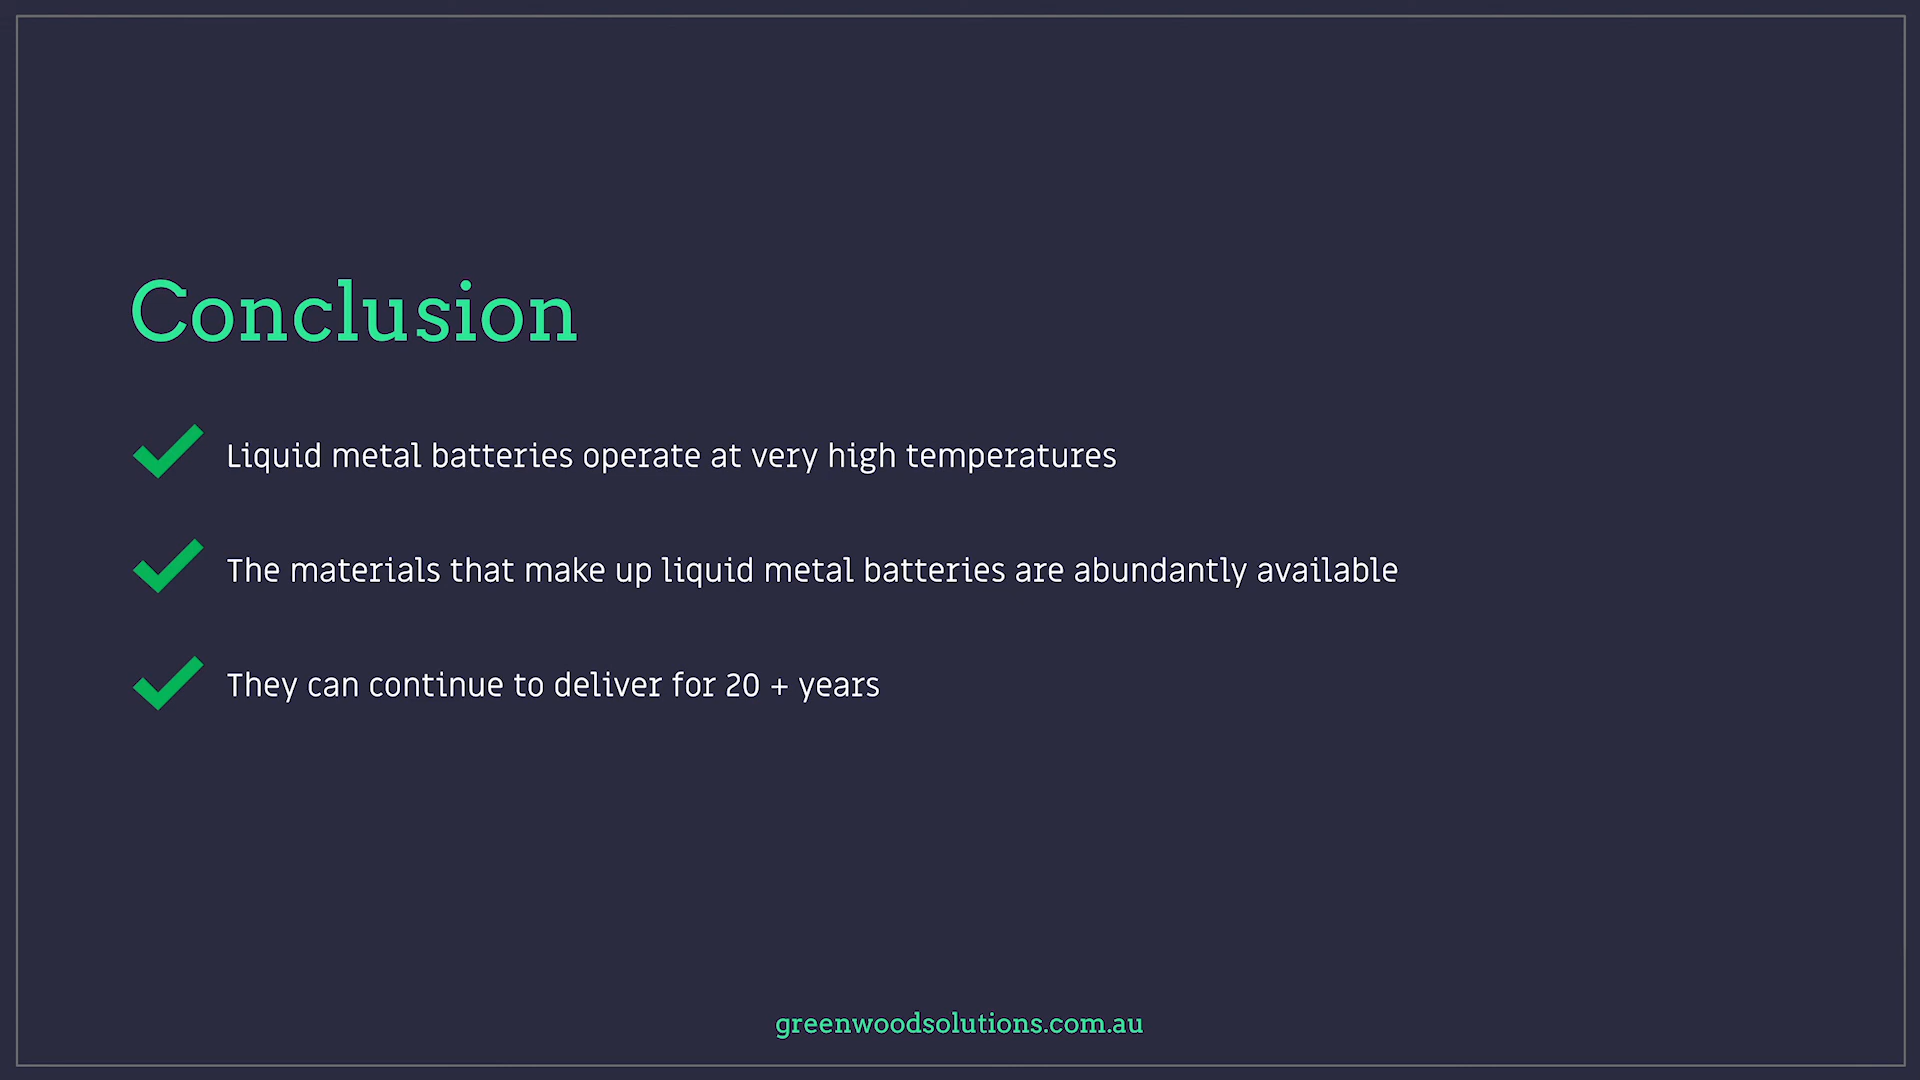 Conclusion
Liquid metal batteries operate at very high temperatures
The materials that make up liquid metal batteries are abundantly available
They can continue to deliver for 20 + years
greenwoodsolutions.com.au